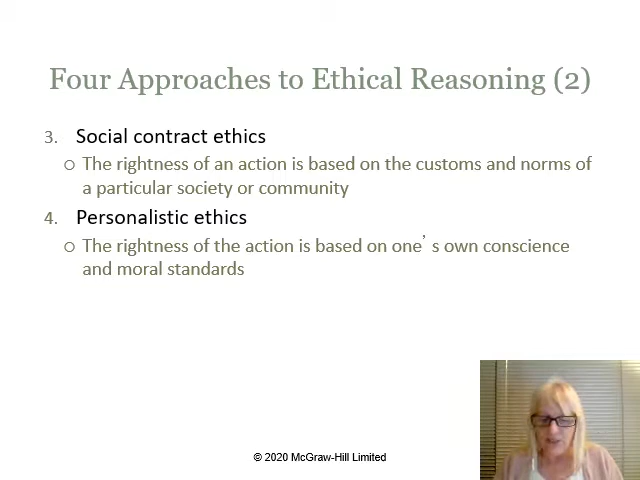 Four Approaches to Ethical Reasoning (2)
3. Social contract ethics
○ The rightness of an action is based on the customs and norms of
a particular society or community
4. Personalistic ethics
○ The rightness of the action is based on one’s own conscience
and moral standards
© 2020 McGraw-Hill Limited